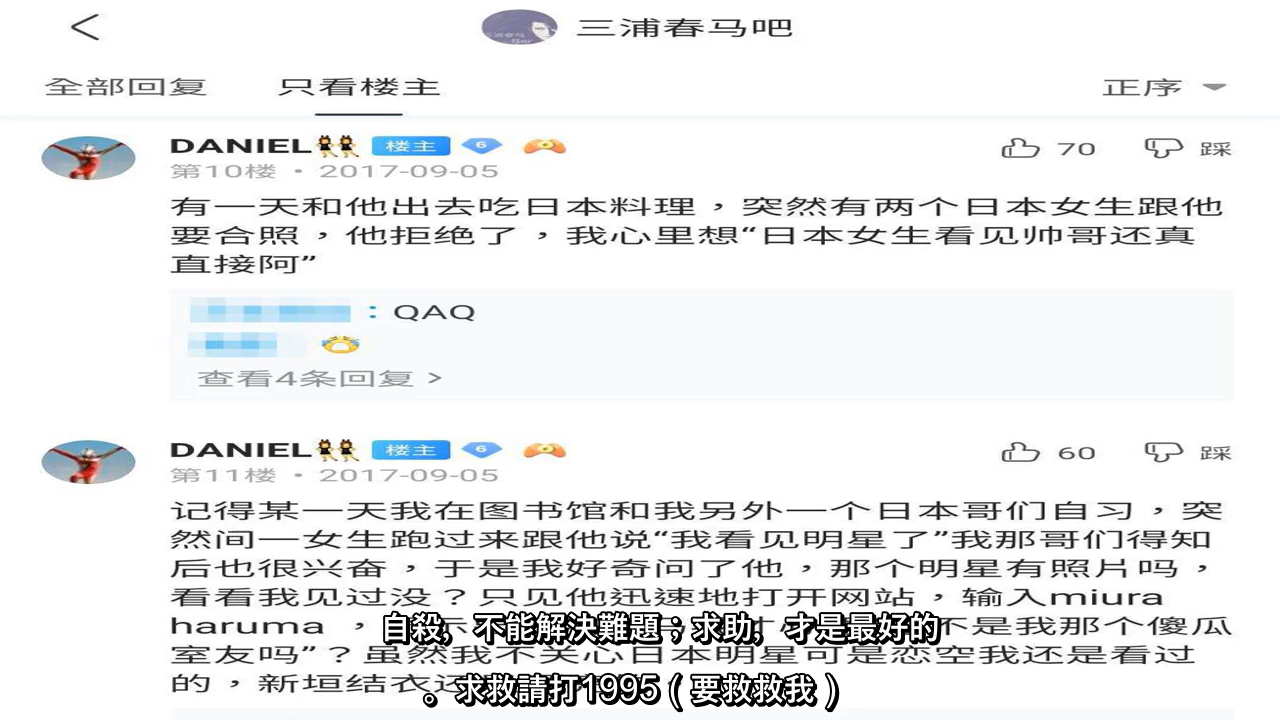 三浦春马吧
全部回复 只看楼主 正序
DANIEL 楼主 6 70 踩
第10楼 • 2017-09-05
有一天和他出去吃日本料理，突然有两个日本女生跟他
要合照，他拒绝了，我心里想“日本女生看见帅哥还真
直接阿”
: QAQ
查看4条回复 >
DANIEL 楼主 6 60 踩
第11楼 • 2017-09-05
记得某一天我在图书馆和我另外一个日本哥们自习，突
然间一女生跑过来跟他说“我看见明星了”我那哥们得知
后也很兴奋，于是我好奇问了他，那个明星有照片吗，
看看我见过没？只见他迅速地打开网站，输入miura
haruma，不是我那个傻瓜
室友吗”？虽然我不关心日本明星可是恋空我还是看过
的，新垣结衣
自殺，不能解決難題；求助，才是最好的
。求救請打1995（要救救我）